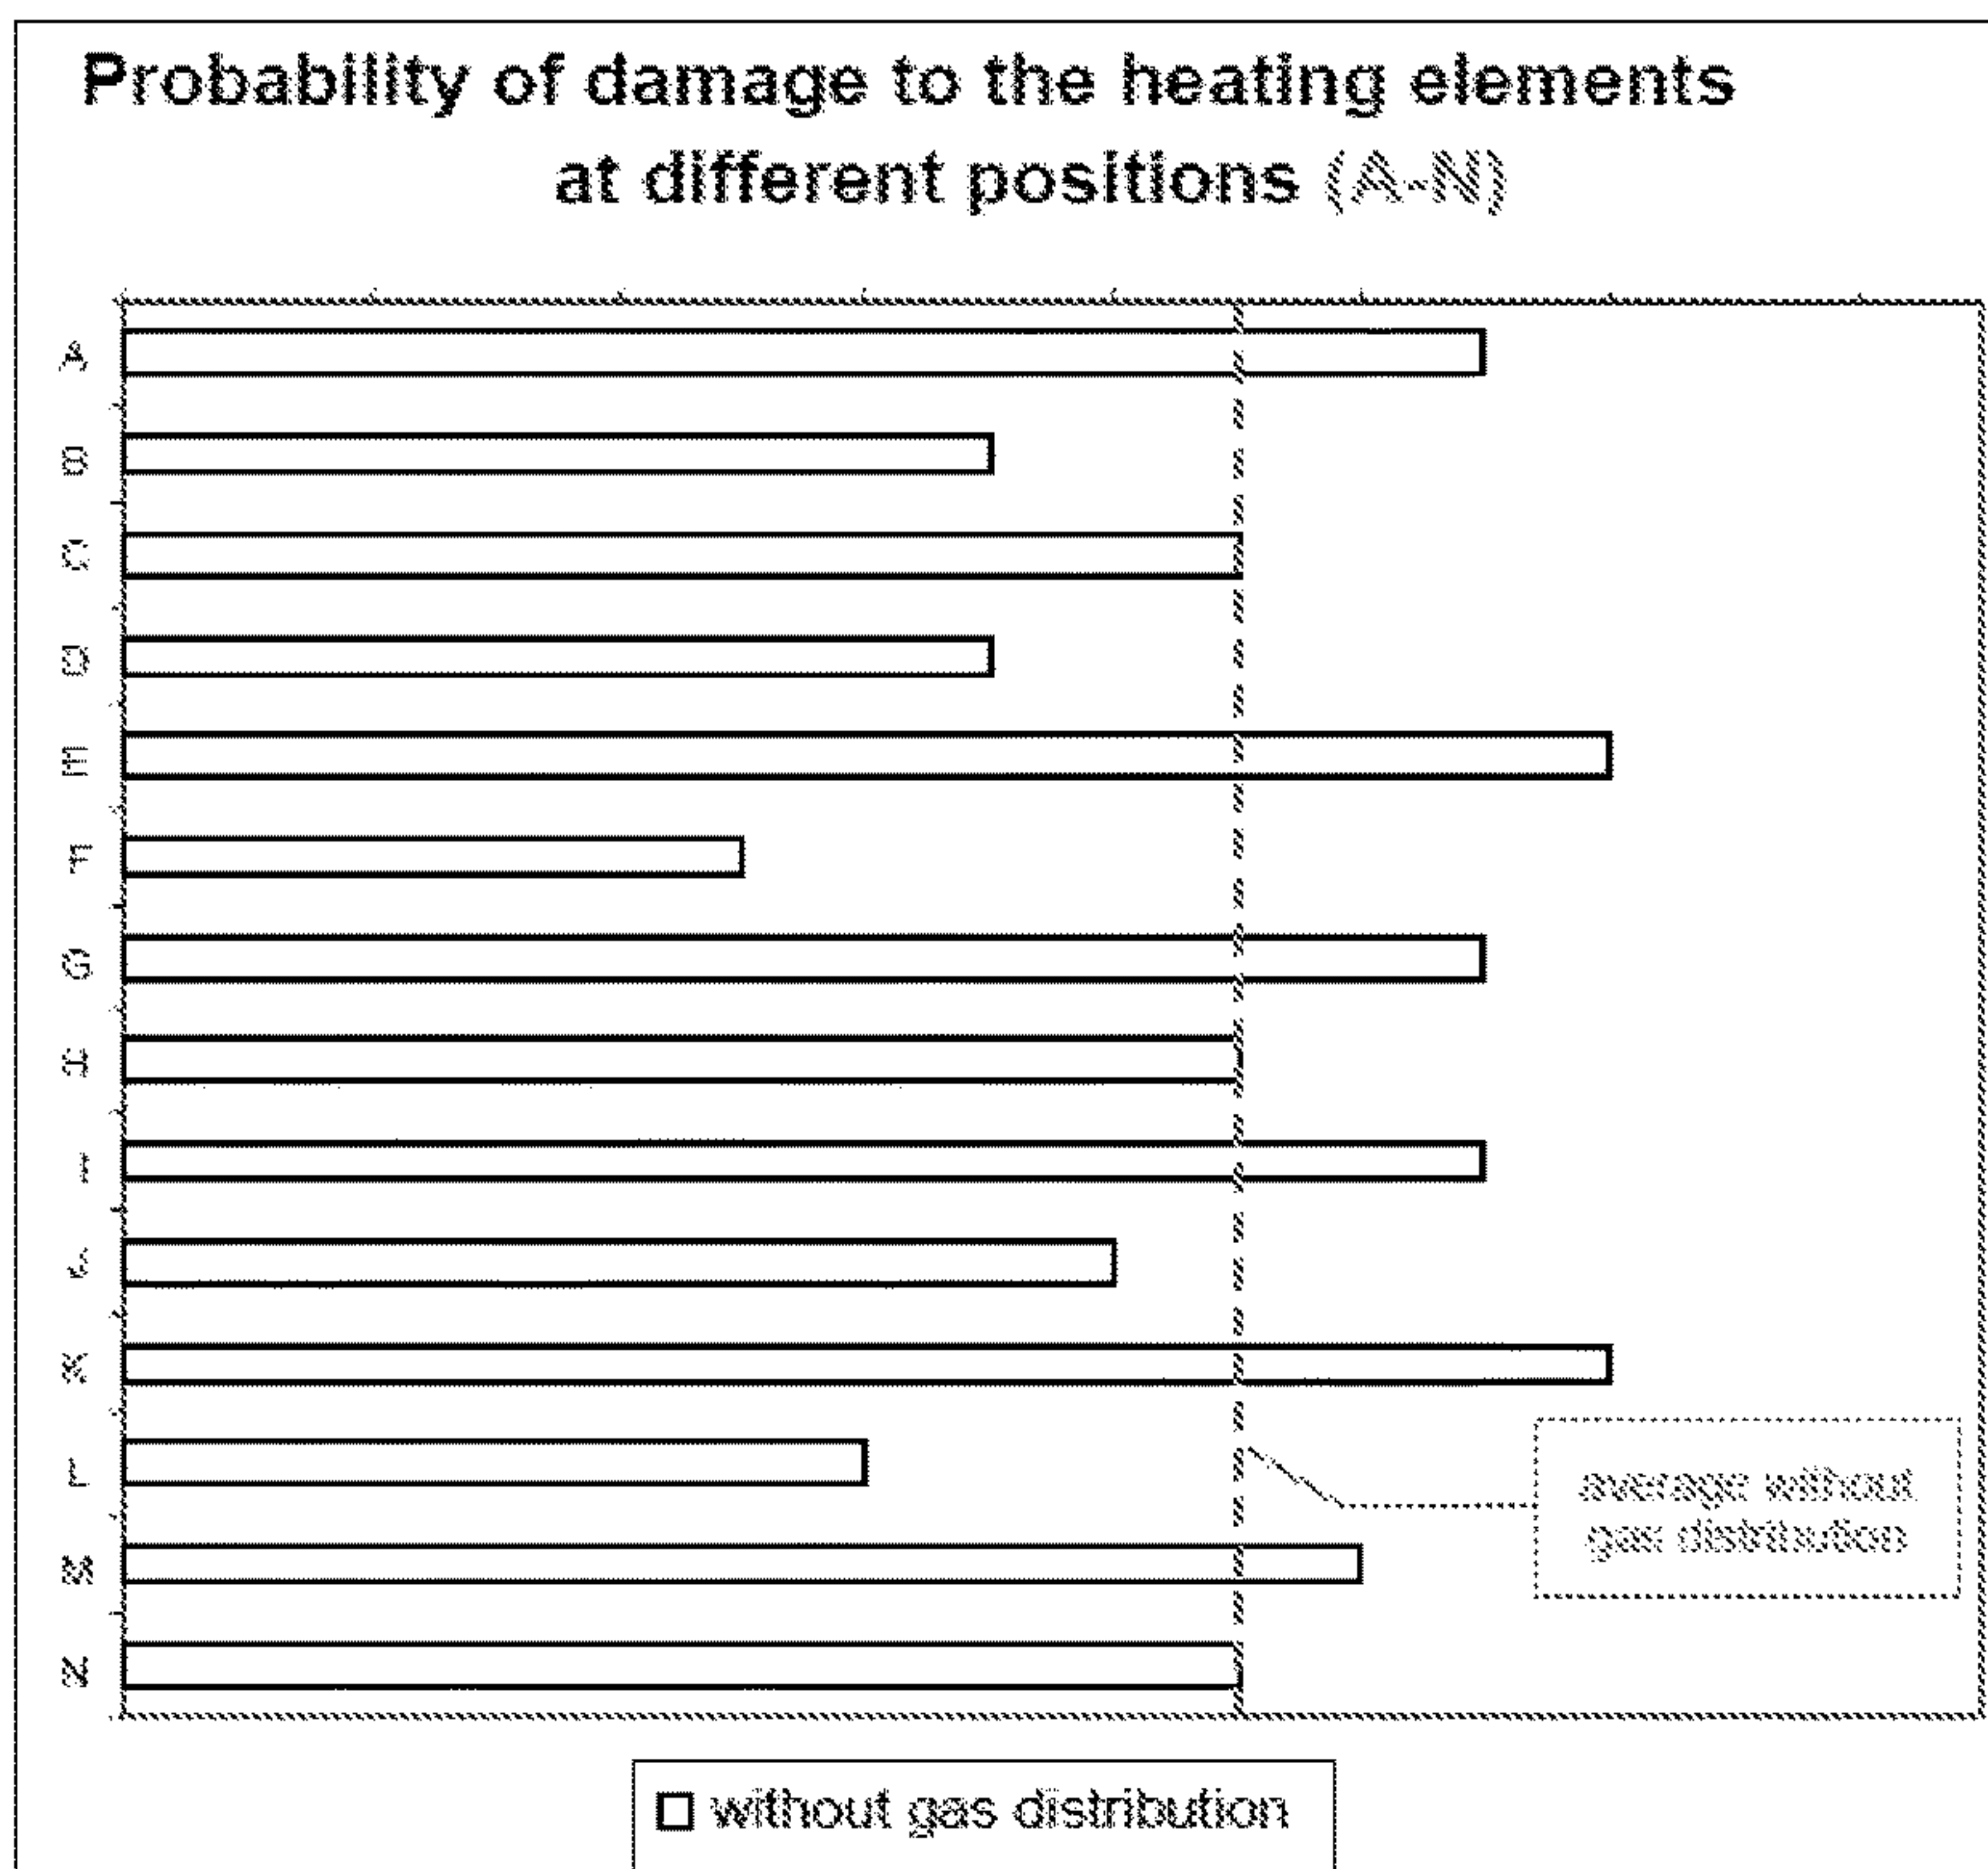 Probability of damage to the heating elements
at different positions (A-N)
A
B
C
D
E
F
G
H
I
J
K
L
M
N
average without
gas distribution
without gas distribution